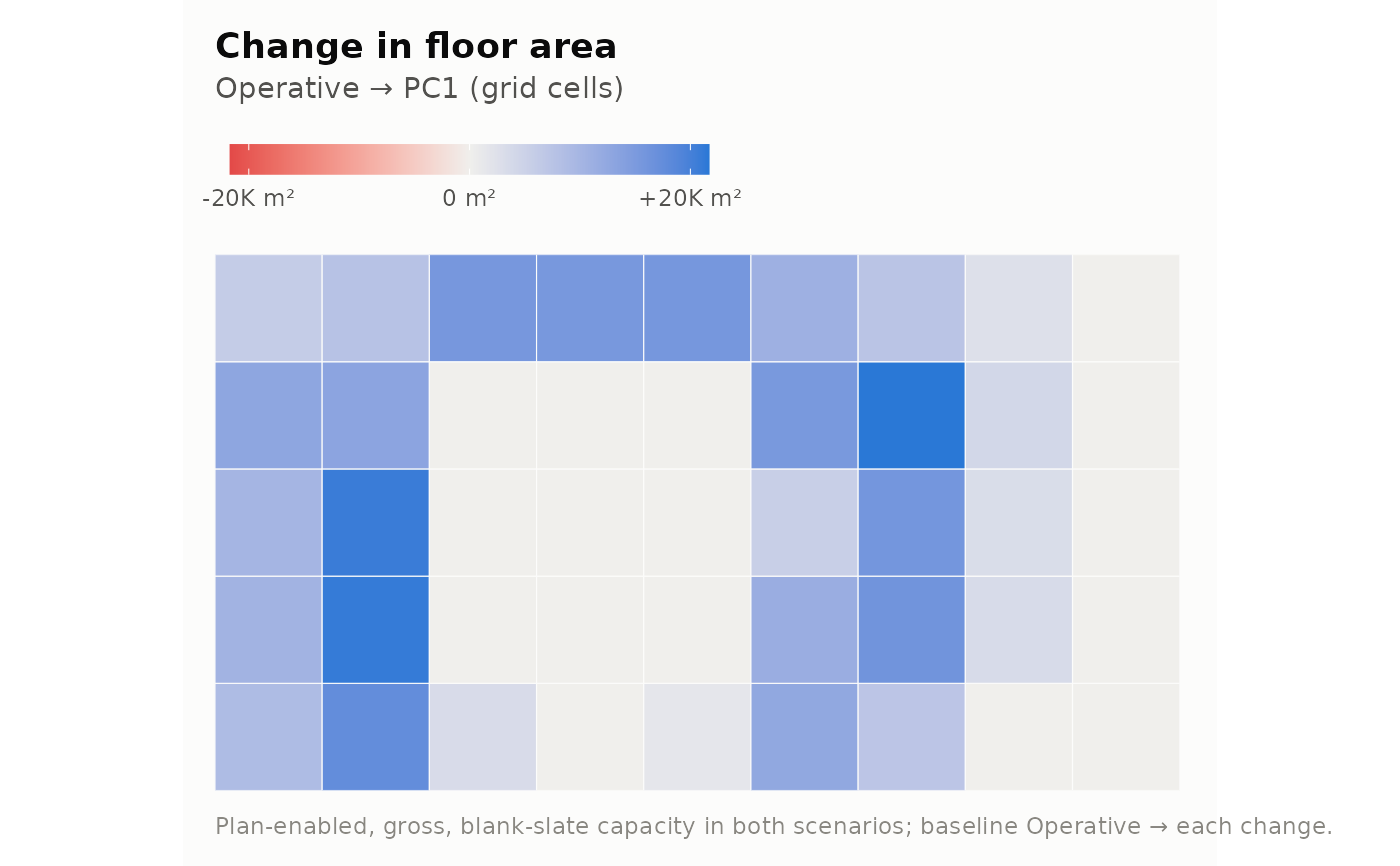 Change in floor area
Operative → PC1 (grid cells)
-20K m² 0 m² +20K m²
Plan-enabled, gross, blank-slate capacity in both scenarios; baseline Operative → each change.